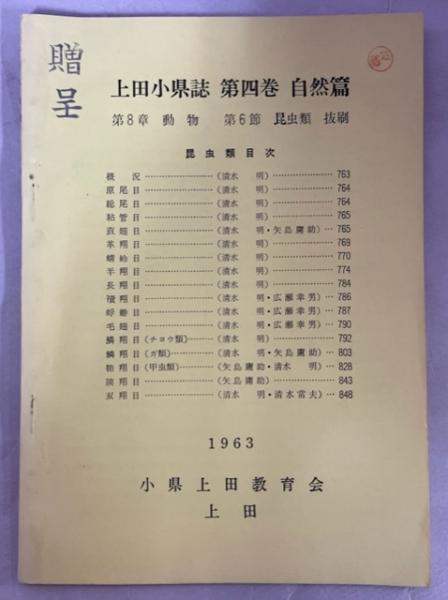 贈呈
上田小県誌 第四巻 自然篇
第8章 動物 第6節 昆虫類 抜刷
昆虫類目次
概況………………(清水 明)………………763
原尾目………………(清水 明)………………764
総尾目………………(清水 明)………………764
粘管目………………(清水 明)………………765
直翅目………………(清水 明・矢島鷹助)…765
革翅目………………(清水 明)………………769
蜻蛉目………………(清水 明)………………770
半翅目………………(清水 明)………………774
長翅目………………(清水 明)………………784
積翅目………………(清水 明・広瀬幸男)…786
蜉蝣目………………(清水 明・広瀬幸男)…787
毛翅目………………(清水 明・広瀬幸男)…790
鱗翅目(チョウ類)………(清水 明)………………792
鱗翅目(ガ類)………(清水 明・矢島鷹助)…803
鞘翅目(甲虫類)………(矢島鷹助・清水 明)…828
膜翅目………………(矢島鷹助)………………843
双翅目………………(清水 明・清水常夫)…848
1963
小県上田教育会
上田